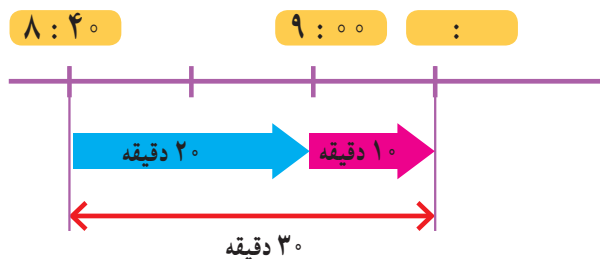 ۸ : ۴۰
۹ : ۰۰
:
۲۰ دقیقه
۱۰ دقیقه
۳۰ دقیقه